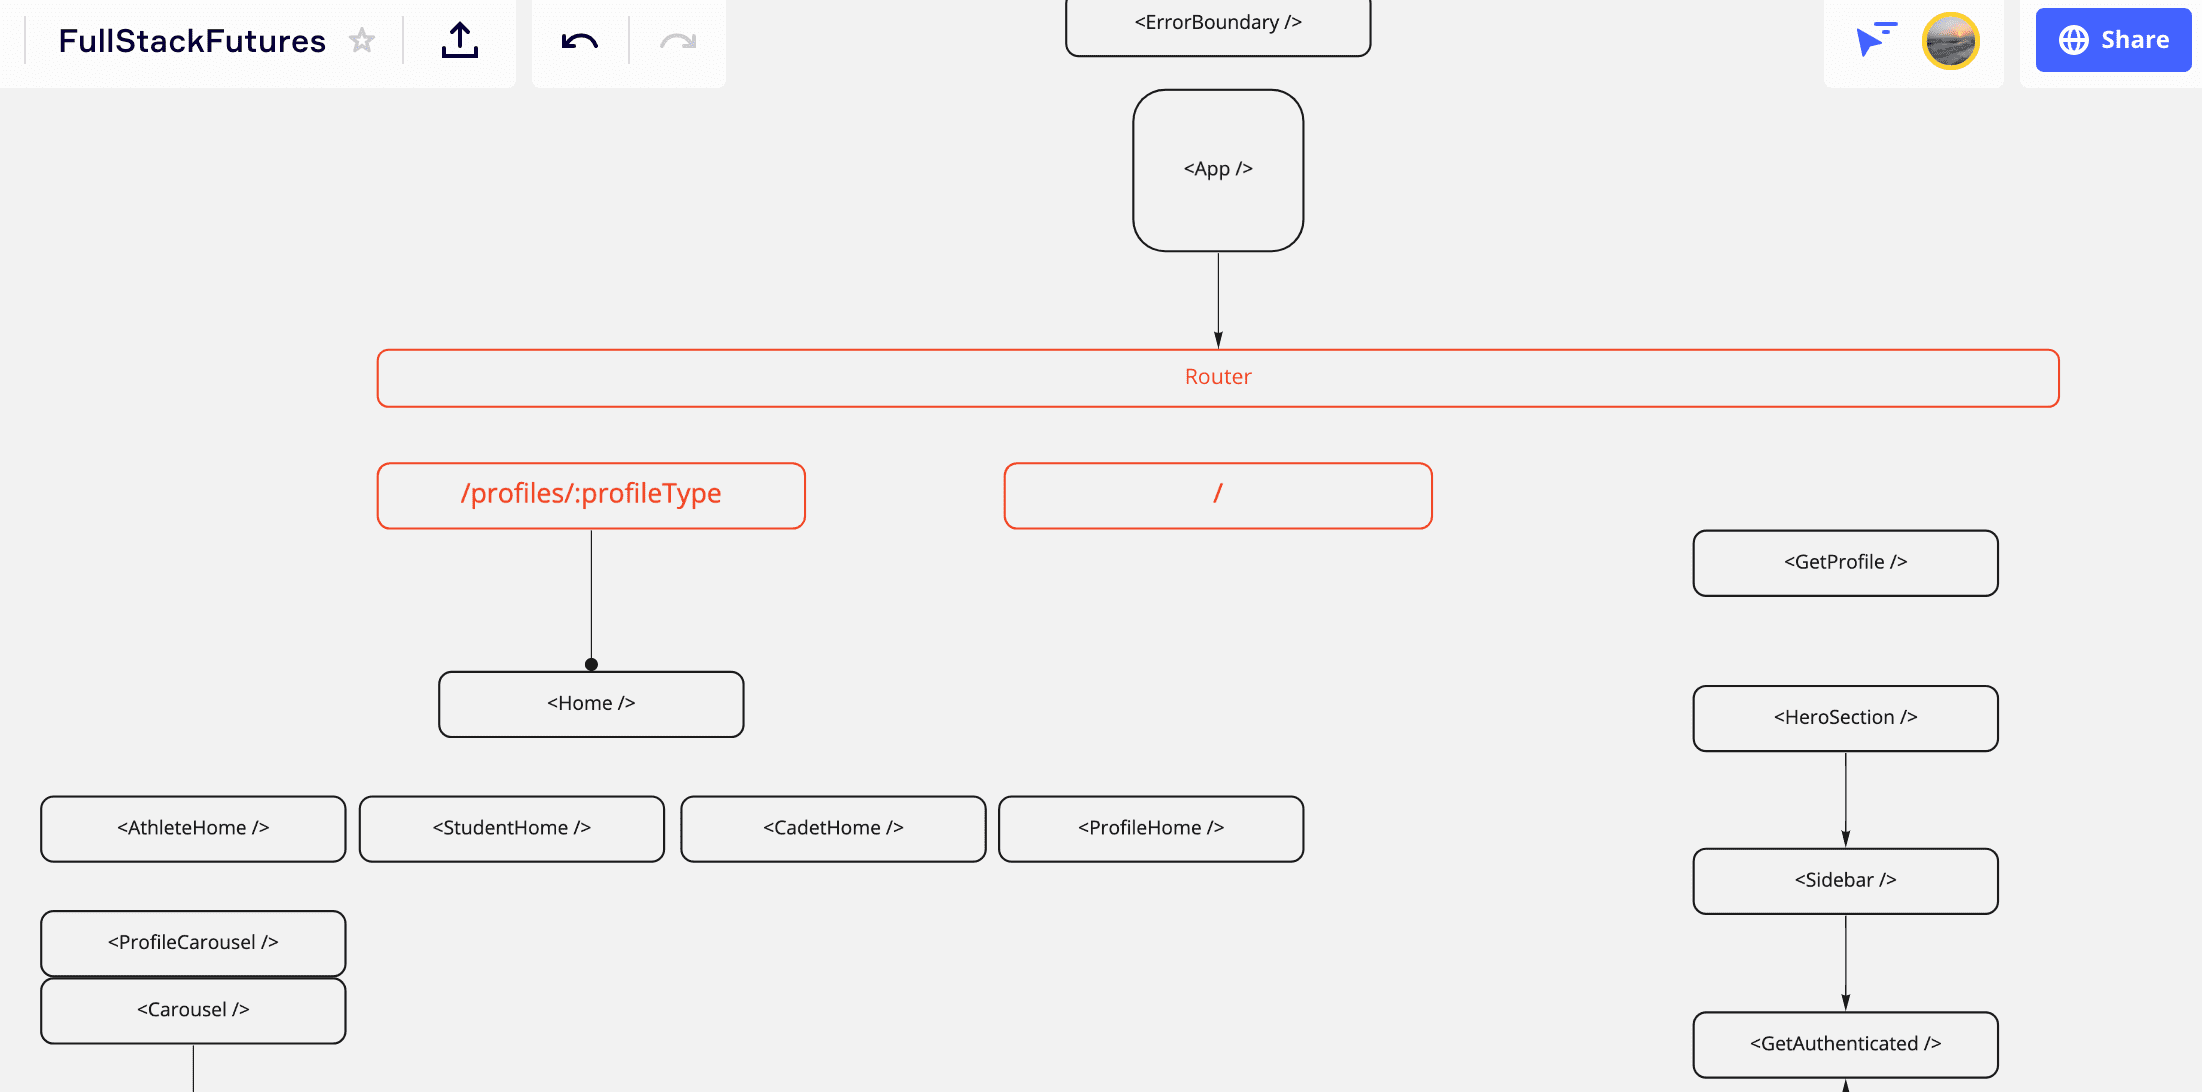 FullStackFutures
Share
<ErrorBoundary />
<App />
Router
/profiles/:profileType
/
<GetProfile />
<Home />
<HeroSection />
<AthleteHome />
<StudentHome />
<CadetHome />
<ProfileHome />
<Sidebar />
<ProfileCarousel />
<Carousel />
<GetAuthenticated />